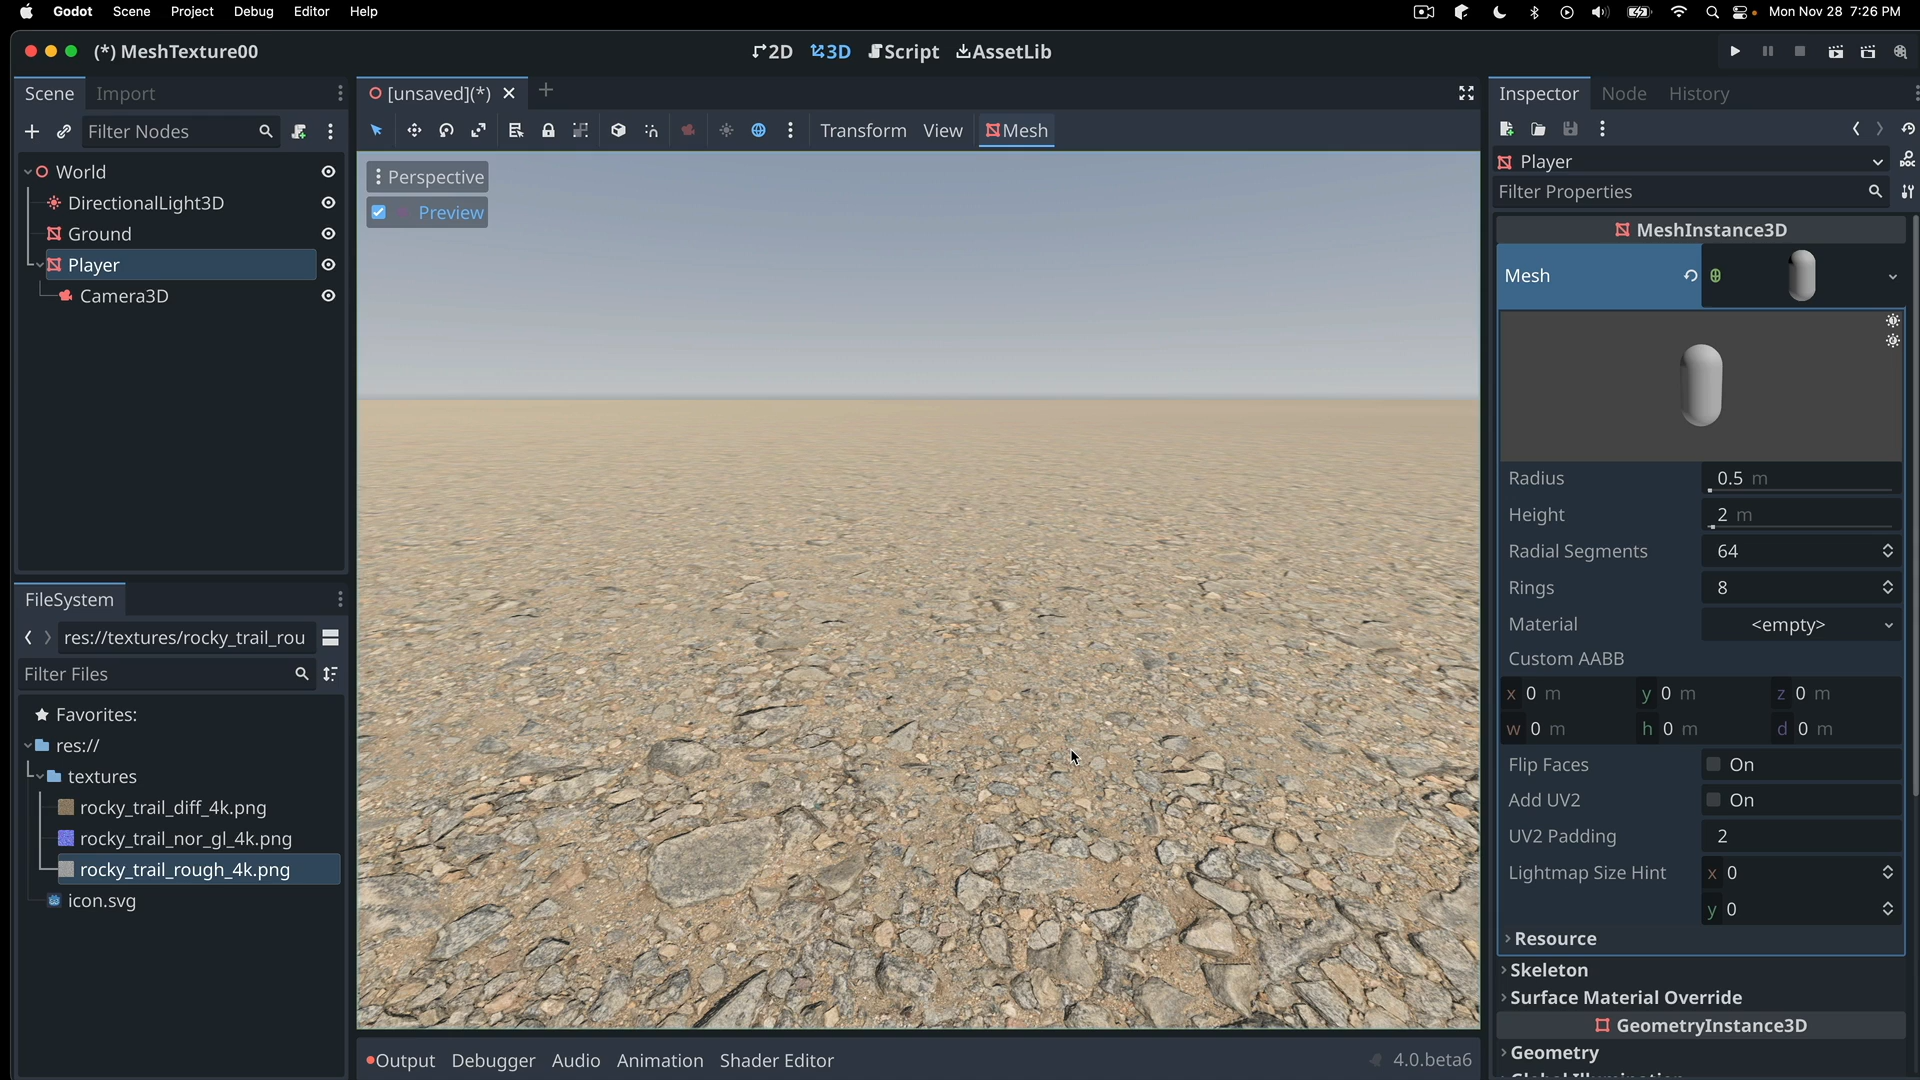 Godot Scene Project Debug Editor Help Mon Nov 28 7:26 PM
(*) MeshTexture00 2D 3D Script AssetLib
Scene Import
Filter Nodes
World
DirectionalLight3D
Ground
Player
Camera3D
FileSystem
res://textures/rocky_trail_rou
Filter Files
Favorites:
res://
textures
rocky_trail_diff_4k.png
rocky_trail_nor_gl_4k.png
rocky_trail_rough_4k.png
icon.svg
[unsaved](*)
Transform View Mesh
Perspective
Preview
Output Debugger Audio Animation Shader Editor 4.0.beta6
Inspector Node History
Player
DOC
Filter Properties
MeshInstance3D
Mesh
Radius 0.5 m
Height 2 m
Radial Segments 64
Rings 8
Material <empty>
Custom AABB
x 0 m y 0 m z 0 m
w 0 m h 0 m d 0 m
Flip Faces On
Add UV2 On
UV2 Padding 2
Lightmap Size Hint x 0
y 0
Resource
Skeleton
Surface Material Override
GeometryInstance3D
Geometry